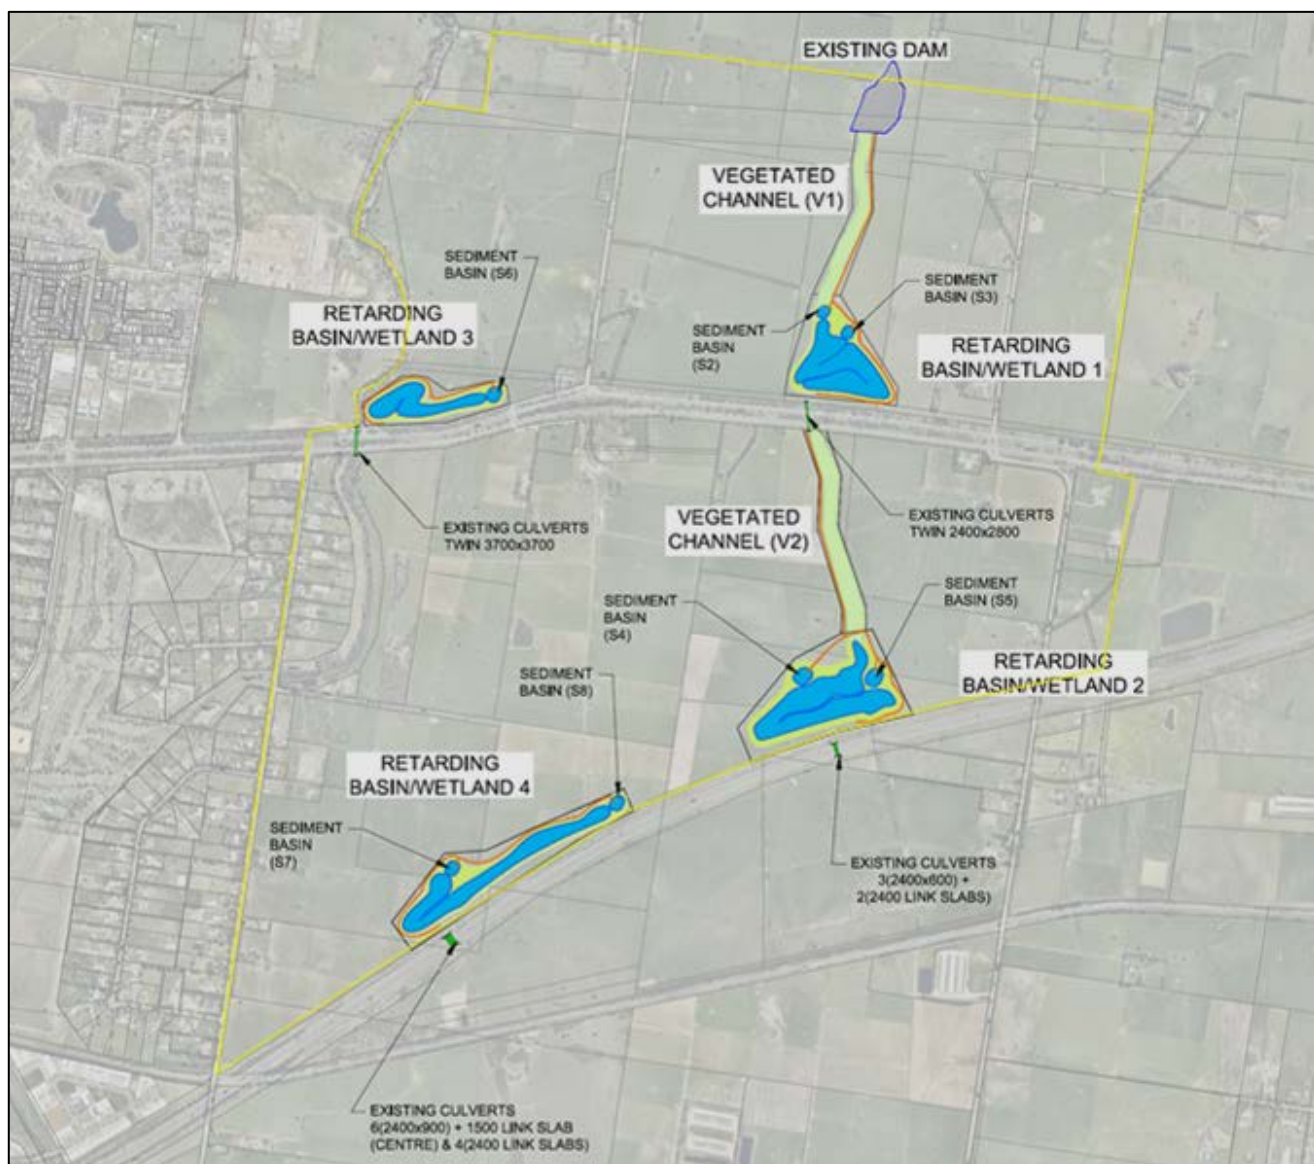 EXISTING DAM
VEGETATED
CHANNEL (V1)
SEDIMENT
BASIN (S6)
SEDIMENT
BASIN (S3)
RETARDING
BASIN/WETLAND 3
SEDIMENT
BASIN
(S2)
RETARDING
BASIN/WETLAND 1
EXISTING CULVERTS
TWIN 3700x3700
VEGETATED
CHANNEL (V2)
EXISTING CULVERTS
TWIN 2400x2800
SEDIMENT
BASIN (S5)
SEDIMENT
BASIN
(S4)
RETARDING
BASIN/WETLAND 2
SEDIMENT
BASIN (S8)
RETARDING
BASIN/WETLAND 4
SEDIMENT
BASIN
(S7)
EXISTING CULVERTS
3(2400x600) +
2(2400 LINK SLABS)
EXISTING CULVERTS
6(2400x900) + 1500 LINK SLAB
(CENTRE) & 4(2400 LINK SLABS)